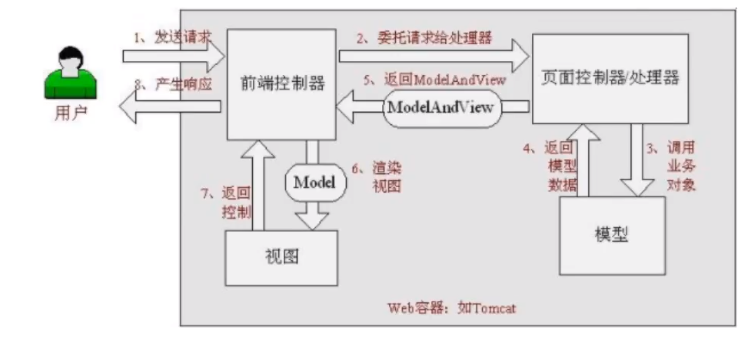 1、发送请求
2、委托请求给处理器
8、产生响应
用户
前端控制器
5、返回ModelAndView
ModelAndView
页面控制器/处理器
4、返回
模型
数据
3、调用
业务
对象
6、渲染
视图
Model
7、返回
控制
视图
模型
Web容器：如Tomcat